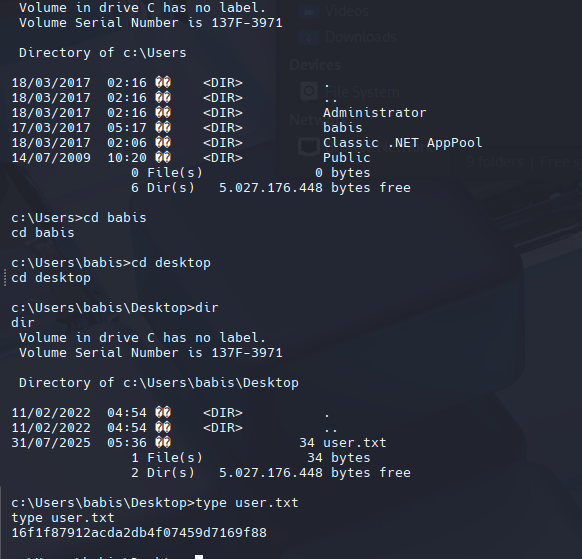 Videos
Volume in drive C has no label.
Volume Serial Number is 137F-3971
Downloads
Directory of c:\Users
Devices
18/03/2017  02:16 ��    <DIR>          .
File System
18/03/2017  02:16 ��    <DIR>          ..
18/03/2017  02:16 ��    <DIR>          Administrator
17/03/2017  05:17 ��    <DIR>          babis
18/03/2017  02:06 ��    <DIR>          Classic .NET AppPool
14/07/2009  10:20 ��    <DIR>          Public
0 File(s)              0 bytes
6 Dir(s)   5.027.176.448 bytes free
c:\Users>cd babis
cd babis
c:\Users\babis>cd desktop
cd desktop
c:\Users\babis\Desktop>dir
dir
Volume in drive C has no label.
Volume Serial Number is 137F-3971
Directory of c:\Users\babis\Desktop
11/02/2022  04:54 ��    <DIR>          .
11/02/2022  04:54 ��    <DIR>          ..
31/07/2025  05:36 ��                34 user.txt
1 File(s)             34 bytes
2 Dir(s)   5.027.176.448 bytes free
c:\Users\babis\Desktop>type user.txt
type user.txt
16f1f87912acda2db4f07459d7169f88